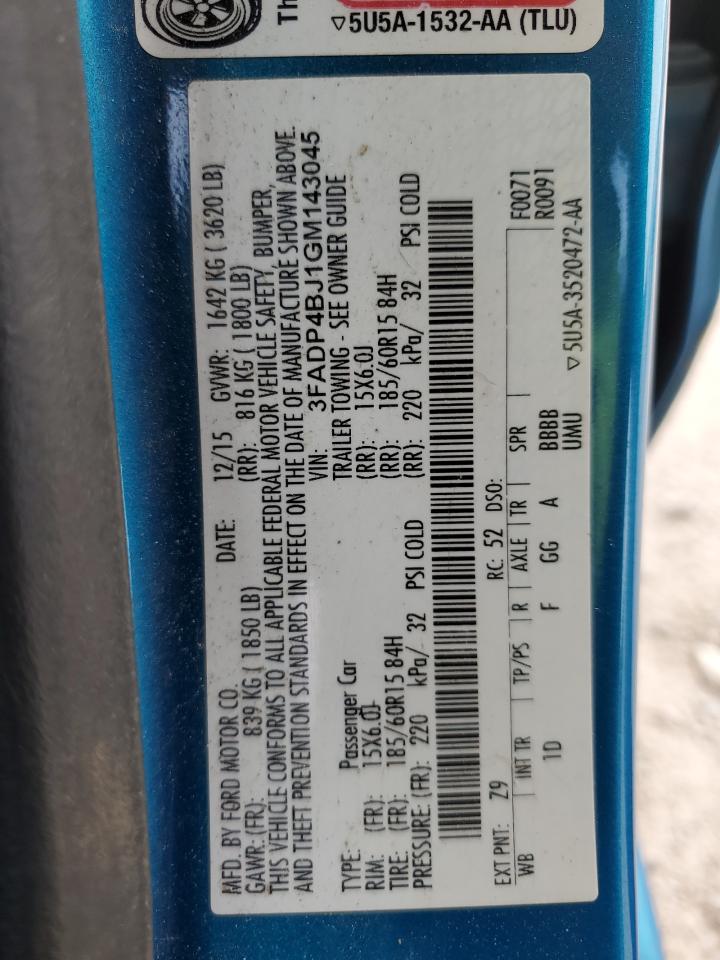 Th
▽5U5A-1532-AA (TLU)
MFD. BY FORD MOTOR CO. DATE: 12/15 GVWR: 1642 KG ( 3620 LB)
GAWR: (FR): 839 KG ( 1850 LB) (RR): 816 KG ( 1800 LB)
THIS VEHICLE CONFORMS TO ALL APPLICABLE FEDERAL MOTOR VEHICLE SAFETY, BUMPER,
AND THEFT PREVENTION STANDARDS IN EFFECT ON THE DATE OF MANUFACTURE SHOWN ABOVE.
VIN: 3FADP4BJ1GM143045
TYPE: Passenger Car TRAILER TOWING - SEE OWNER GUIDE
RIM: (FR): 15X6.0J (RR): 15X6.0J
TIRE: (FR): 185/60R15 84H (RR): 185/60R15 84H
PRESSURE: (FR): 220 kPa/ 32 PSI COLD (RR): 220 kPa/ 32 PSI COLD
EXT PNT: Z9 RC: 52 DSO: F0071
WB INT TR TP/PS R AXLE TR SPR R0091
1D F GG A BBBB
UMU
▽5U5A-3520472-AA